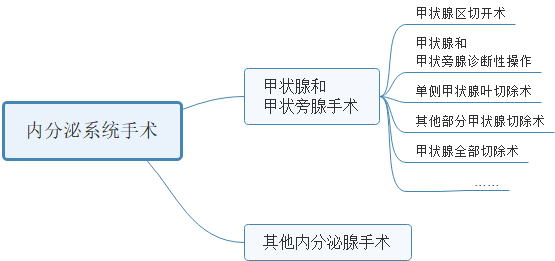 内分泌系统手术
甲状腺和
甲状旁腺手术
甲状腺区切开术
甲状腺和
甲状旁腺诊断性操作
单侧甲状腺叶切除术
其他部分甲状腺切除术
甲状腺全部切除术
……
其他内分泌腺手术